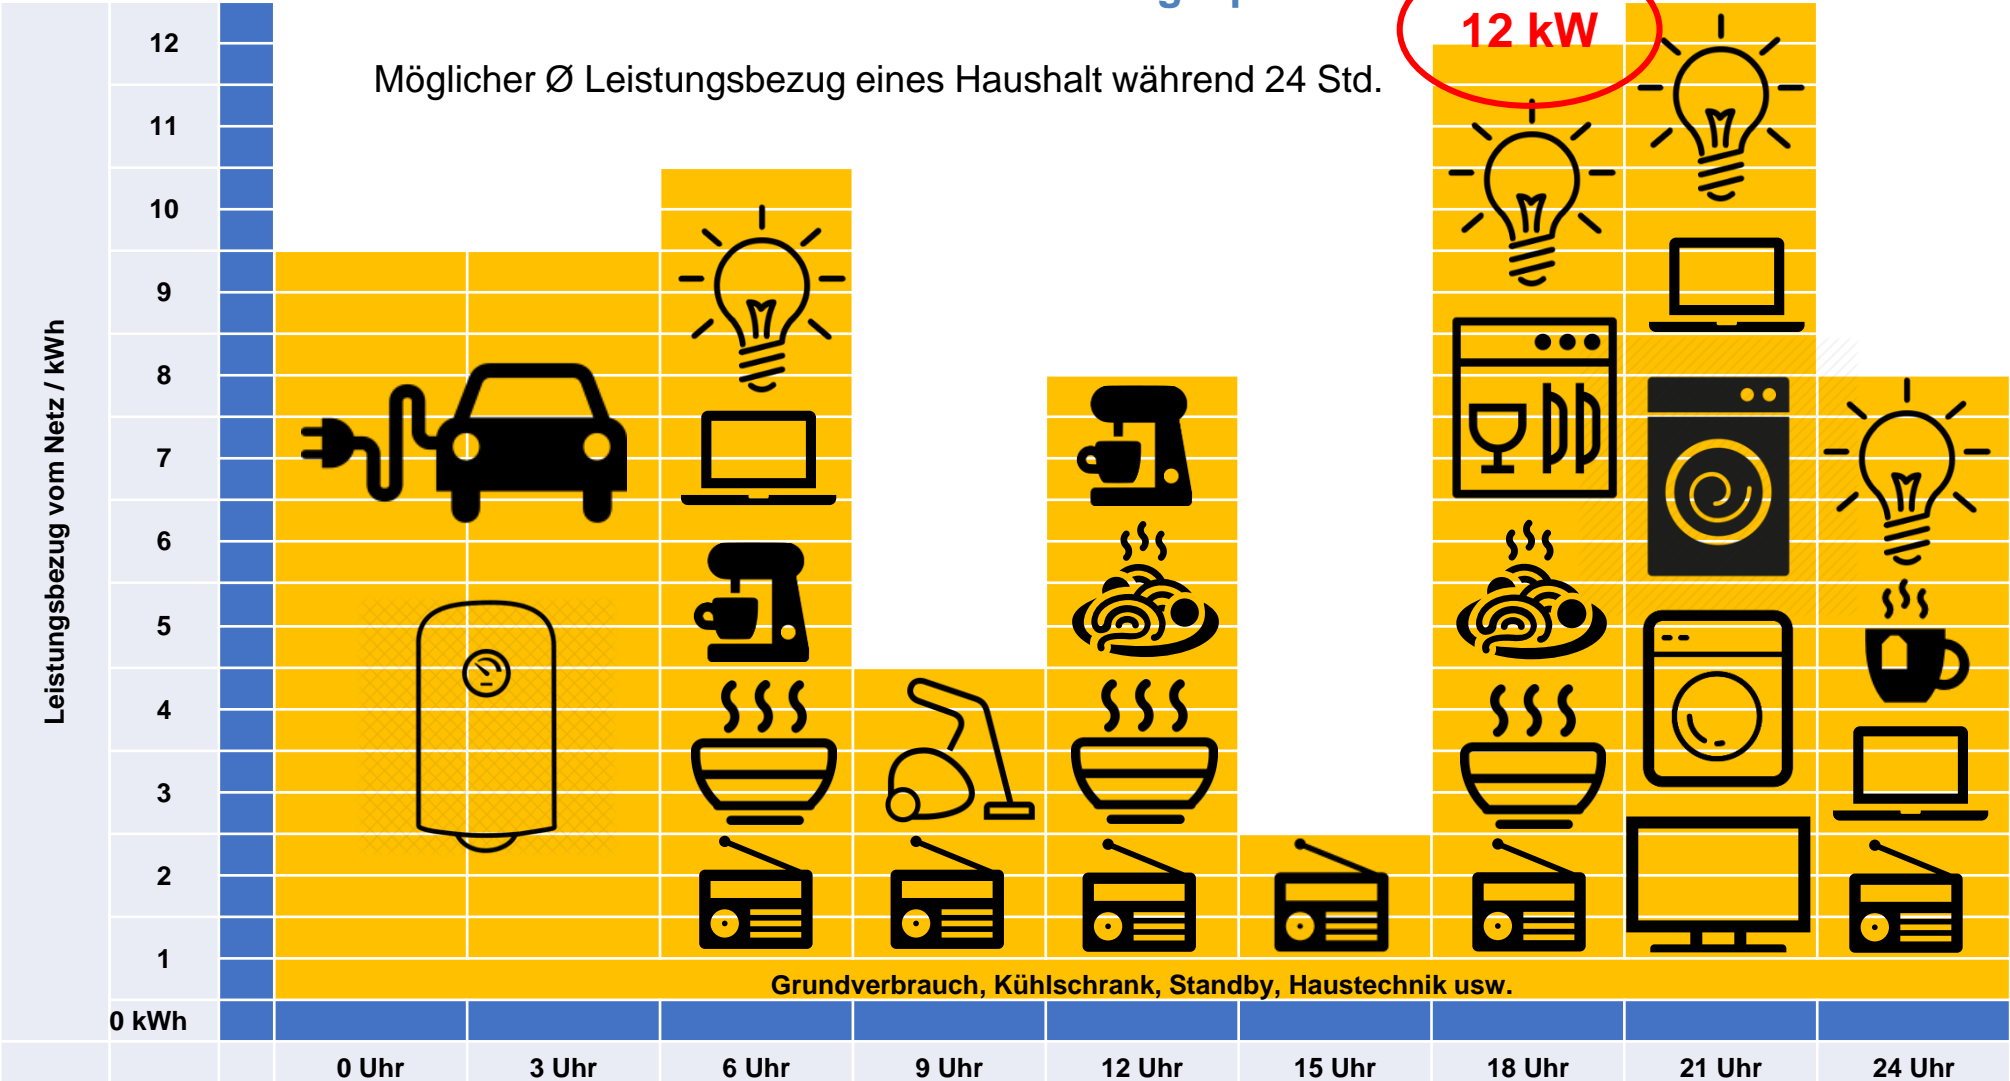 12 kW
Möglicher Ø Leistungsbezug eines Haushalt während 24 Std.
Leistungsbezug vom Netz / kWh
12
11
10
9
8
7
6
5
4
3
2
1
0 kWh
Grundverbrauch, Kühlschrank, Standby, Haustechnik usw.
0 Uhr 3 Uhr 6 Uhr 9 Uhr 12 Uhr 15 Uhr 18 Uhr 21 Uhr 24 Uhr